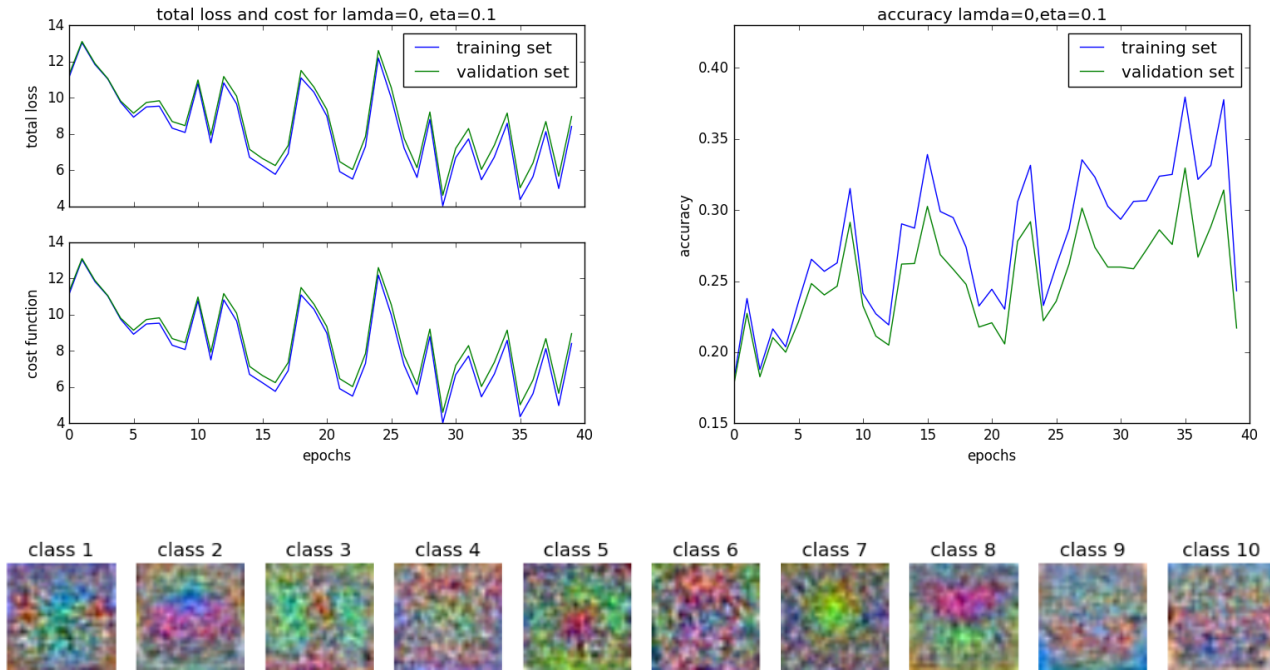 total loss and cost for lamda=0, eta=0.1
14
12
10
8
6
4
total loss
training set
validation set
14
12
10
8
6
4
cost function
0 5 10 15 20 25 30 35 40
epochs
accuracy lamda=0,eta=0.1
0.40
0.35
0.30
0.25
0.20
0.15
accuracy
training set
validation set
0 5 10 15 20 25 30 35 40
epochs
class 1 class 2 class 3 class 4 class 5 class 6 class 7 class 8 class 9 class 10